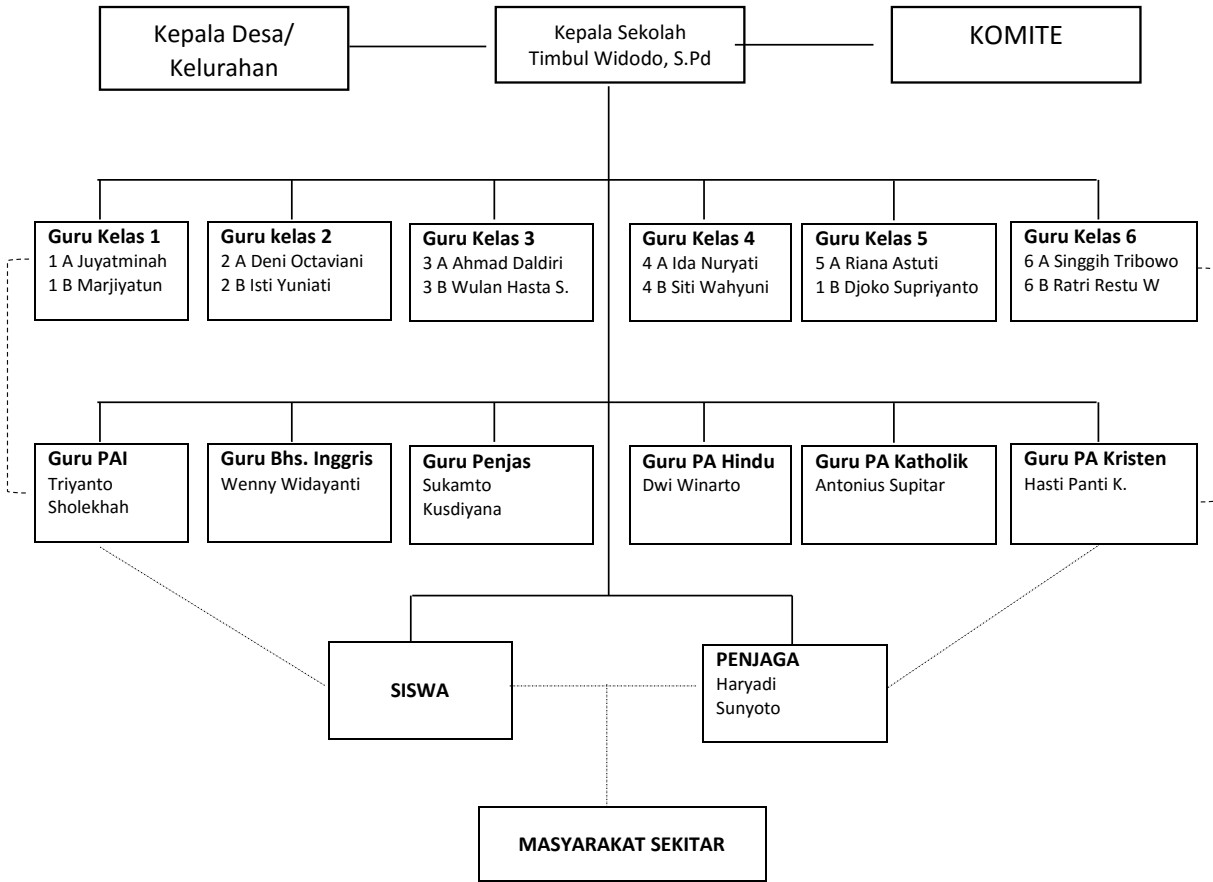 Kepala Desa/
Kelurahan
Kepala Sekolah
Timbul Widodo, S.Pd
KOMITE
Guru Kelas 1
1 A Juyatminah
1 B Marjiyatun
Guru kelas 2
2 A Deni Octaviani
2 B Isti Yuniati
Guru Kelas 3
3 A Ahmad Daldiri
3 B Wulan Hasta S.
Guru Kelas 4
4 A Ida Nuryati
4 B Siti Wahyuni
Guru Kelas 5
5 A Riana Astuti
1 B Djoko Supriyanto
Guru Kelas 6
6 A Singgih Tribowo
6 B Ratri Restu W
Guru PAI
Triyanto
Sholekhah
Guru Bhs. Inggris
Wenny Widayanti
Guru Penjas
Sukamto
Kusdiyana
Guru PA Hindu
Dwi Winarto
Guru PA Katholik
Antonius Supitar
Guru PA Kristen
Hasti Panti K.
SISWA
PENJAGA
Haryadi
Sunyoto
MASYARAKAT SEKITAR